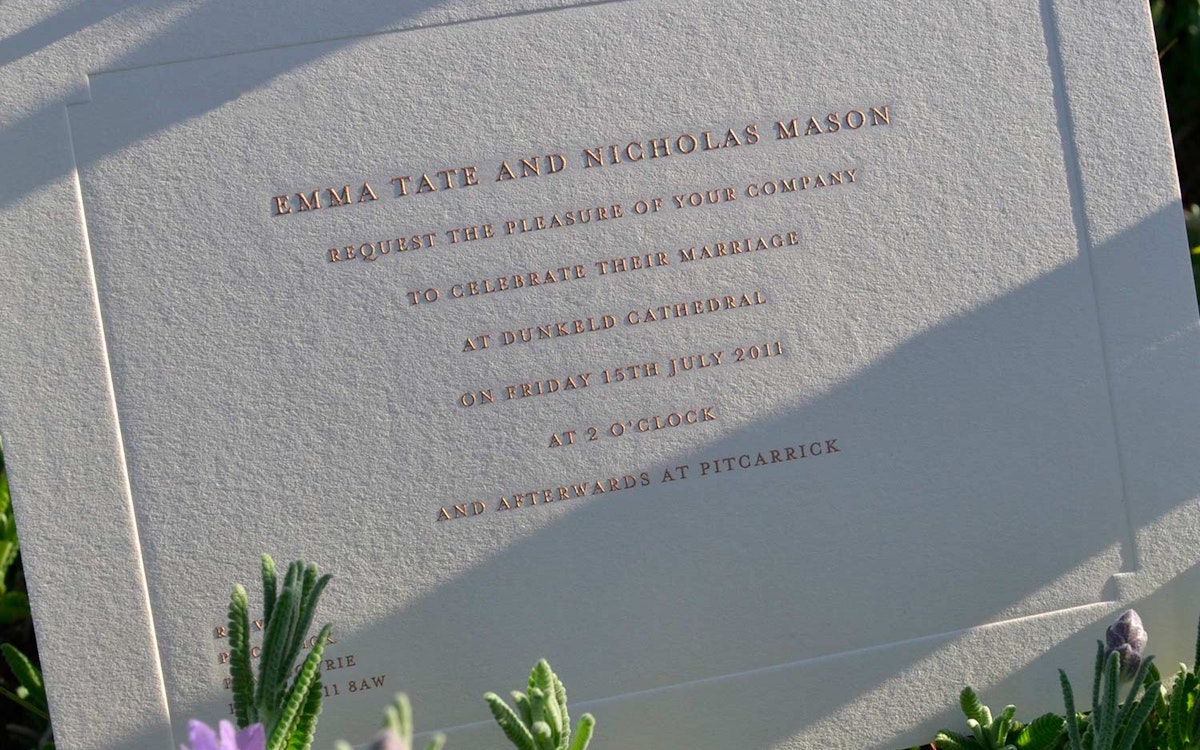 EMMA TATE AND NICHOLAS MASON
REQUEST THE PLEASURE OF YOUR COMPANY
TO CELEBRATE THEIR MARRIAGE
AT DUNKELD CATHEDRAL
ON FRIDAY 15TH JULY 2011
AT 2 O'CLOCK
AND AFTERWARDS AT PITCARRICK
8AW